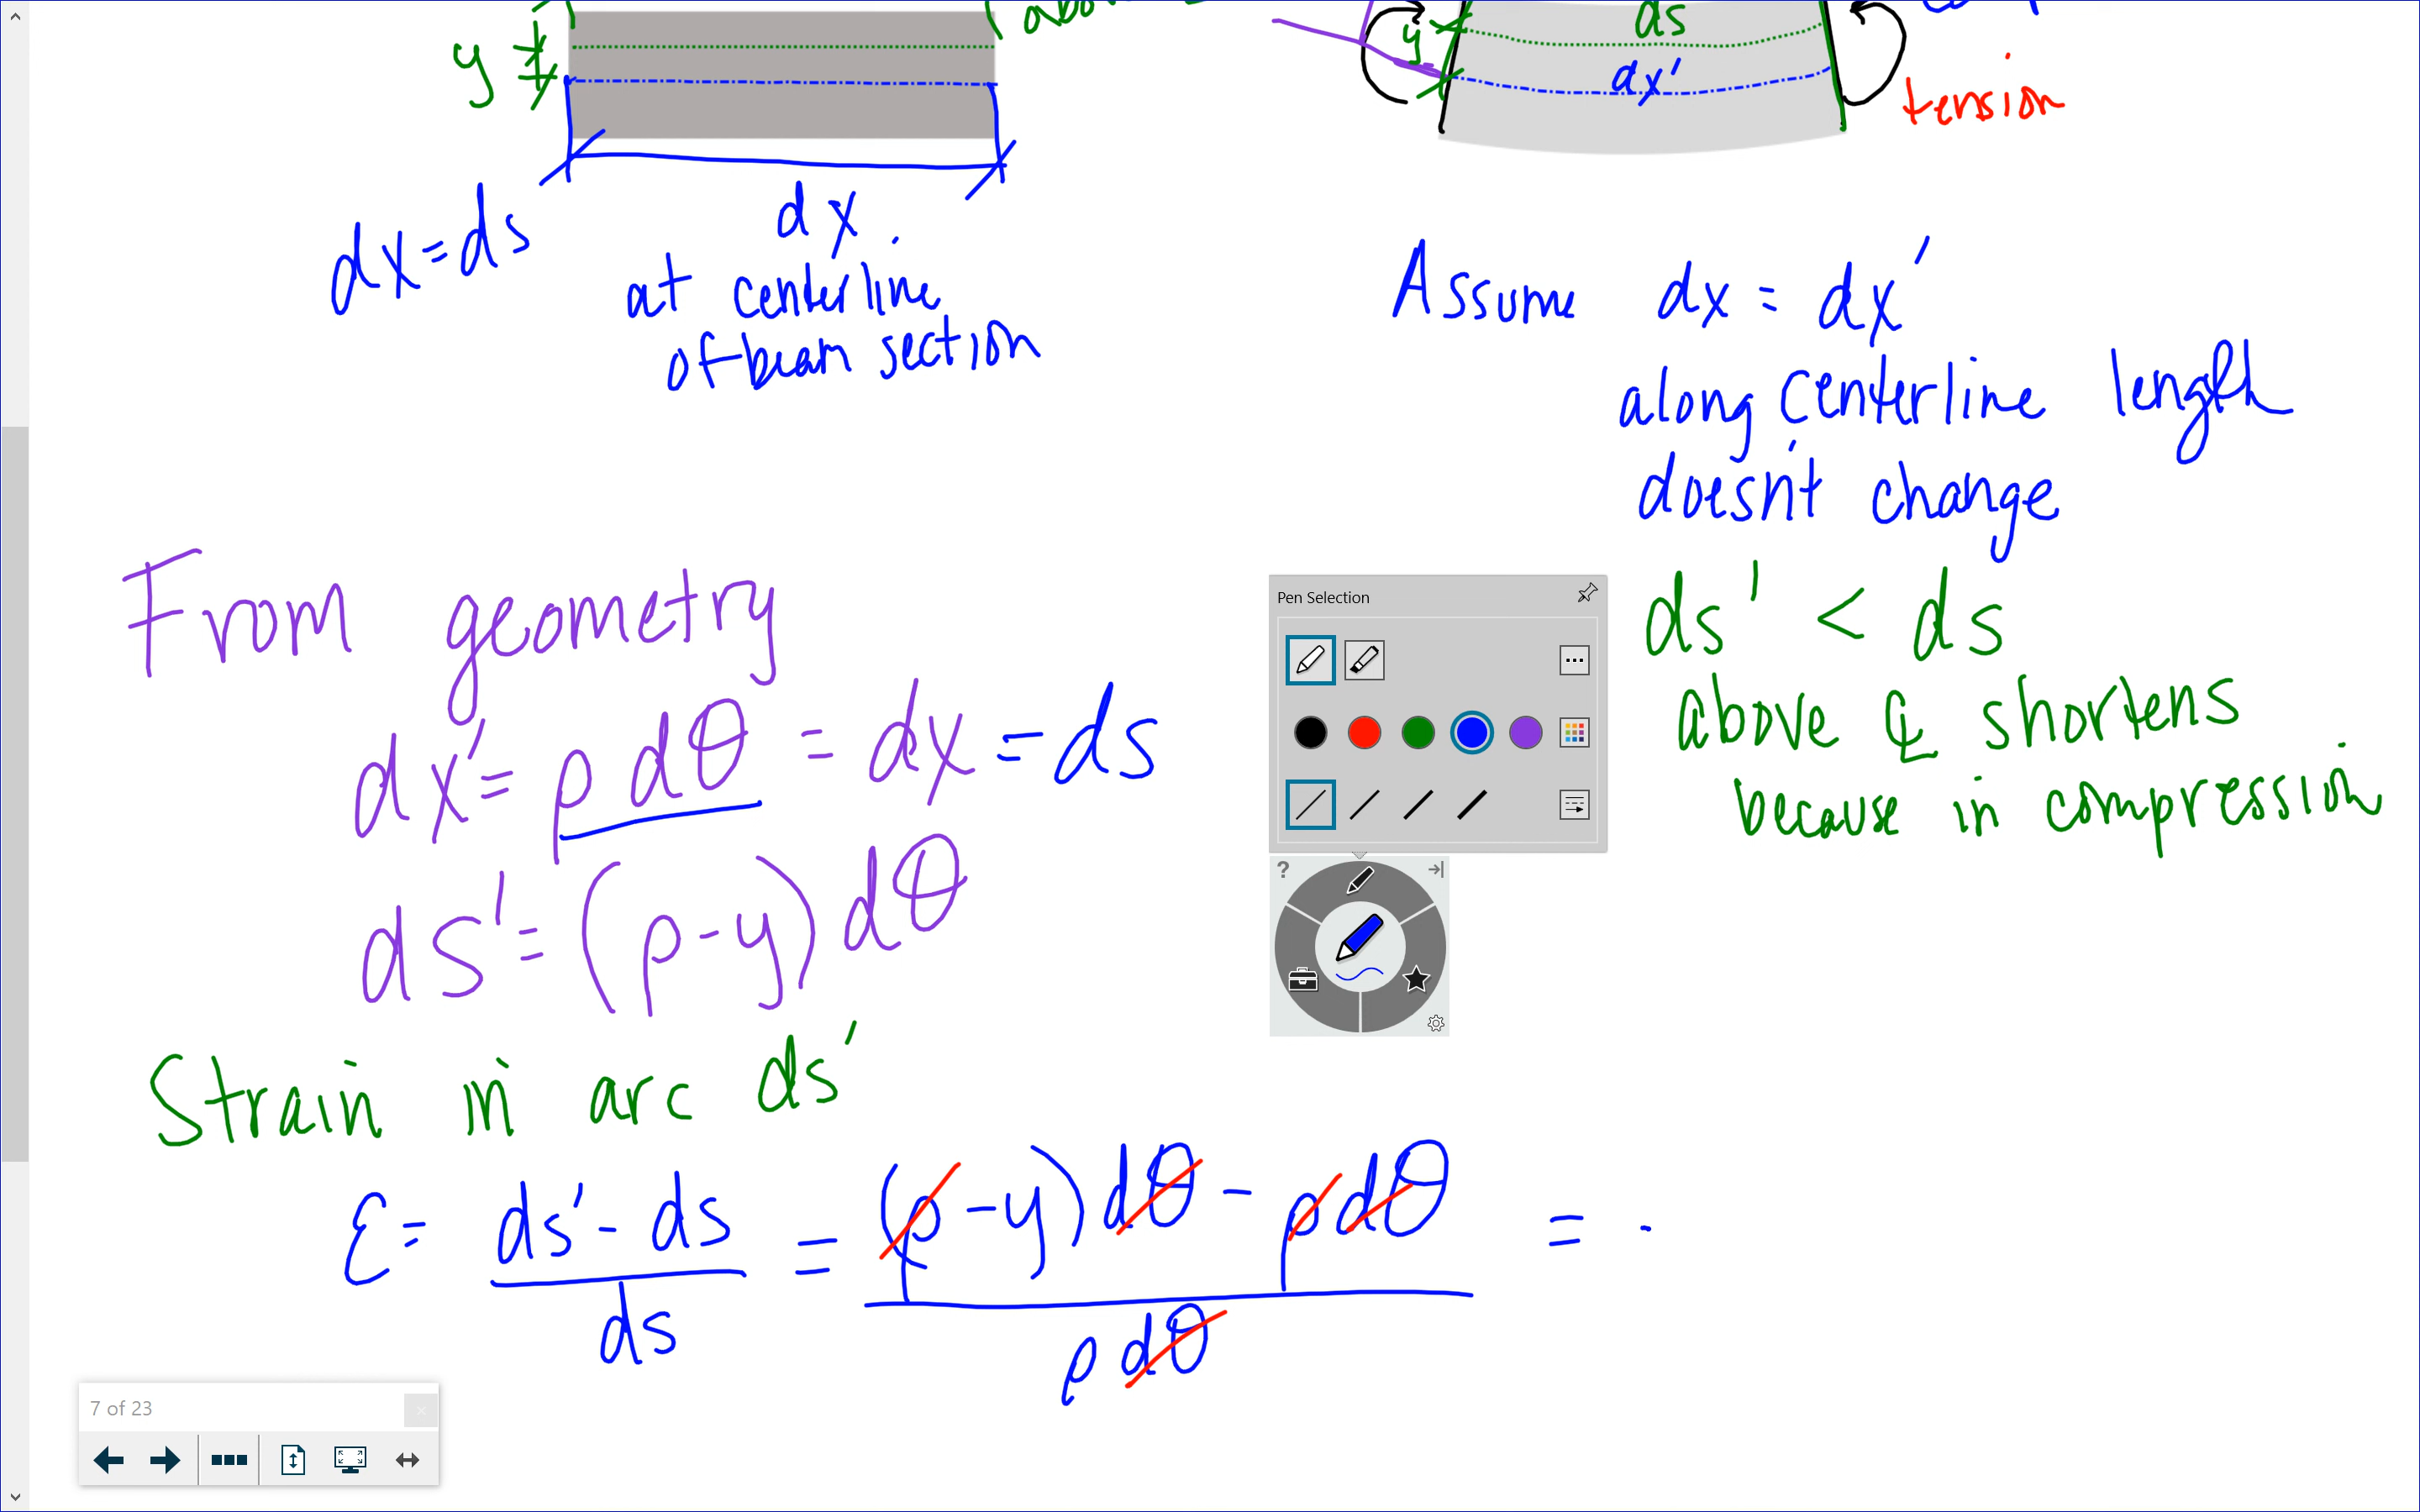 y
y
ds
dx'
tension
dx = ds
dx
at centerline
of beam section
Assume dx = dx'
along centerline length
doesn't change
From geometry
dx' = ρ dθ = dx = ds
ds' = (ρ - y) dθ
ds' < ds
above ℄ shortens
because in compression
Pen Selection
?
Strain in arc ds'
ε = (ds' - ds)/ds = ((ρ - y) dθ - ρ dθ)/(ρ dθ) = -
7 of 23